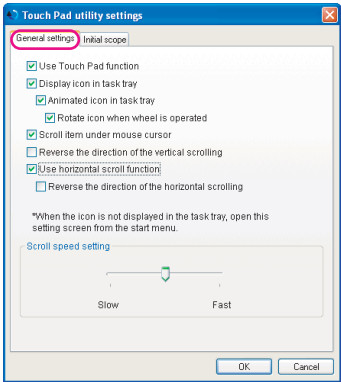 Touch Pad utility settings
General settings
Initial scope
Use Touch Pad function
Display icon in task tray
Animated icon in task tray
Rotate icon when wheel is operated
Scroll item under mouse cursor
Reverse the direction of the vertical scrolling
Use horizontal scroll function
Reverse the direction of the horizontal scrolling
*When the icon is not displayed in the task tray, open this
setting screen from the start menu.
Scroll speed setting
Slow
Fast
OK
Cancel